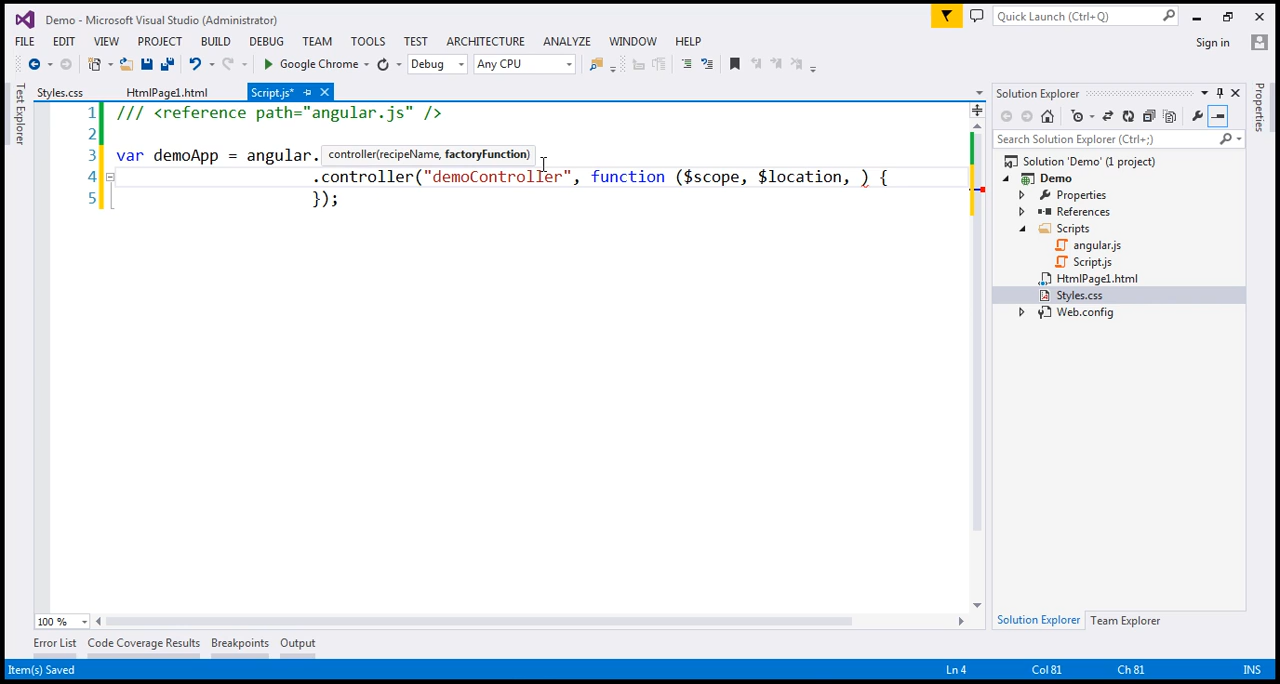 Demo - Microsoft Visual Studio (Administrator)
Quick Launch (Ctrl+Q)
FILE EDIT VIEW PROJECT BUILD DEBUG TEAM TOOLS TEST ARCHITECTURE ANALYZE WINDOW HELP
Sign in
Google Chrome Debug Any CPU
Test Explorer
Styles.css HtmlPage1.html Script.js*
1 /// <reference path="angular.js" />
2
3 var demoApp = angular.
controller(recipeName, factoryFunction)
4 .controller("demoController", function ($scope, $location, ) {
5 });
Solution Explorer
Search Solution Explorer (Ctrl+;)
Solution 'Demo' (1 project)
Demo
Properties
References
Scripts
angular.js
Script.js
HtmlPage1.html
Styles.css
Web.config
Properties
100 %
Solution Explorer Team Explorer
Error List Code Coverage Results Breakpoints Output
Item(s) Saved Ln 4 Col 81 Ch 81 INS